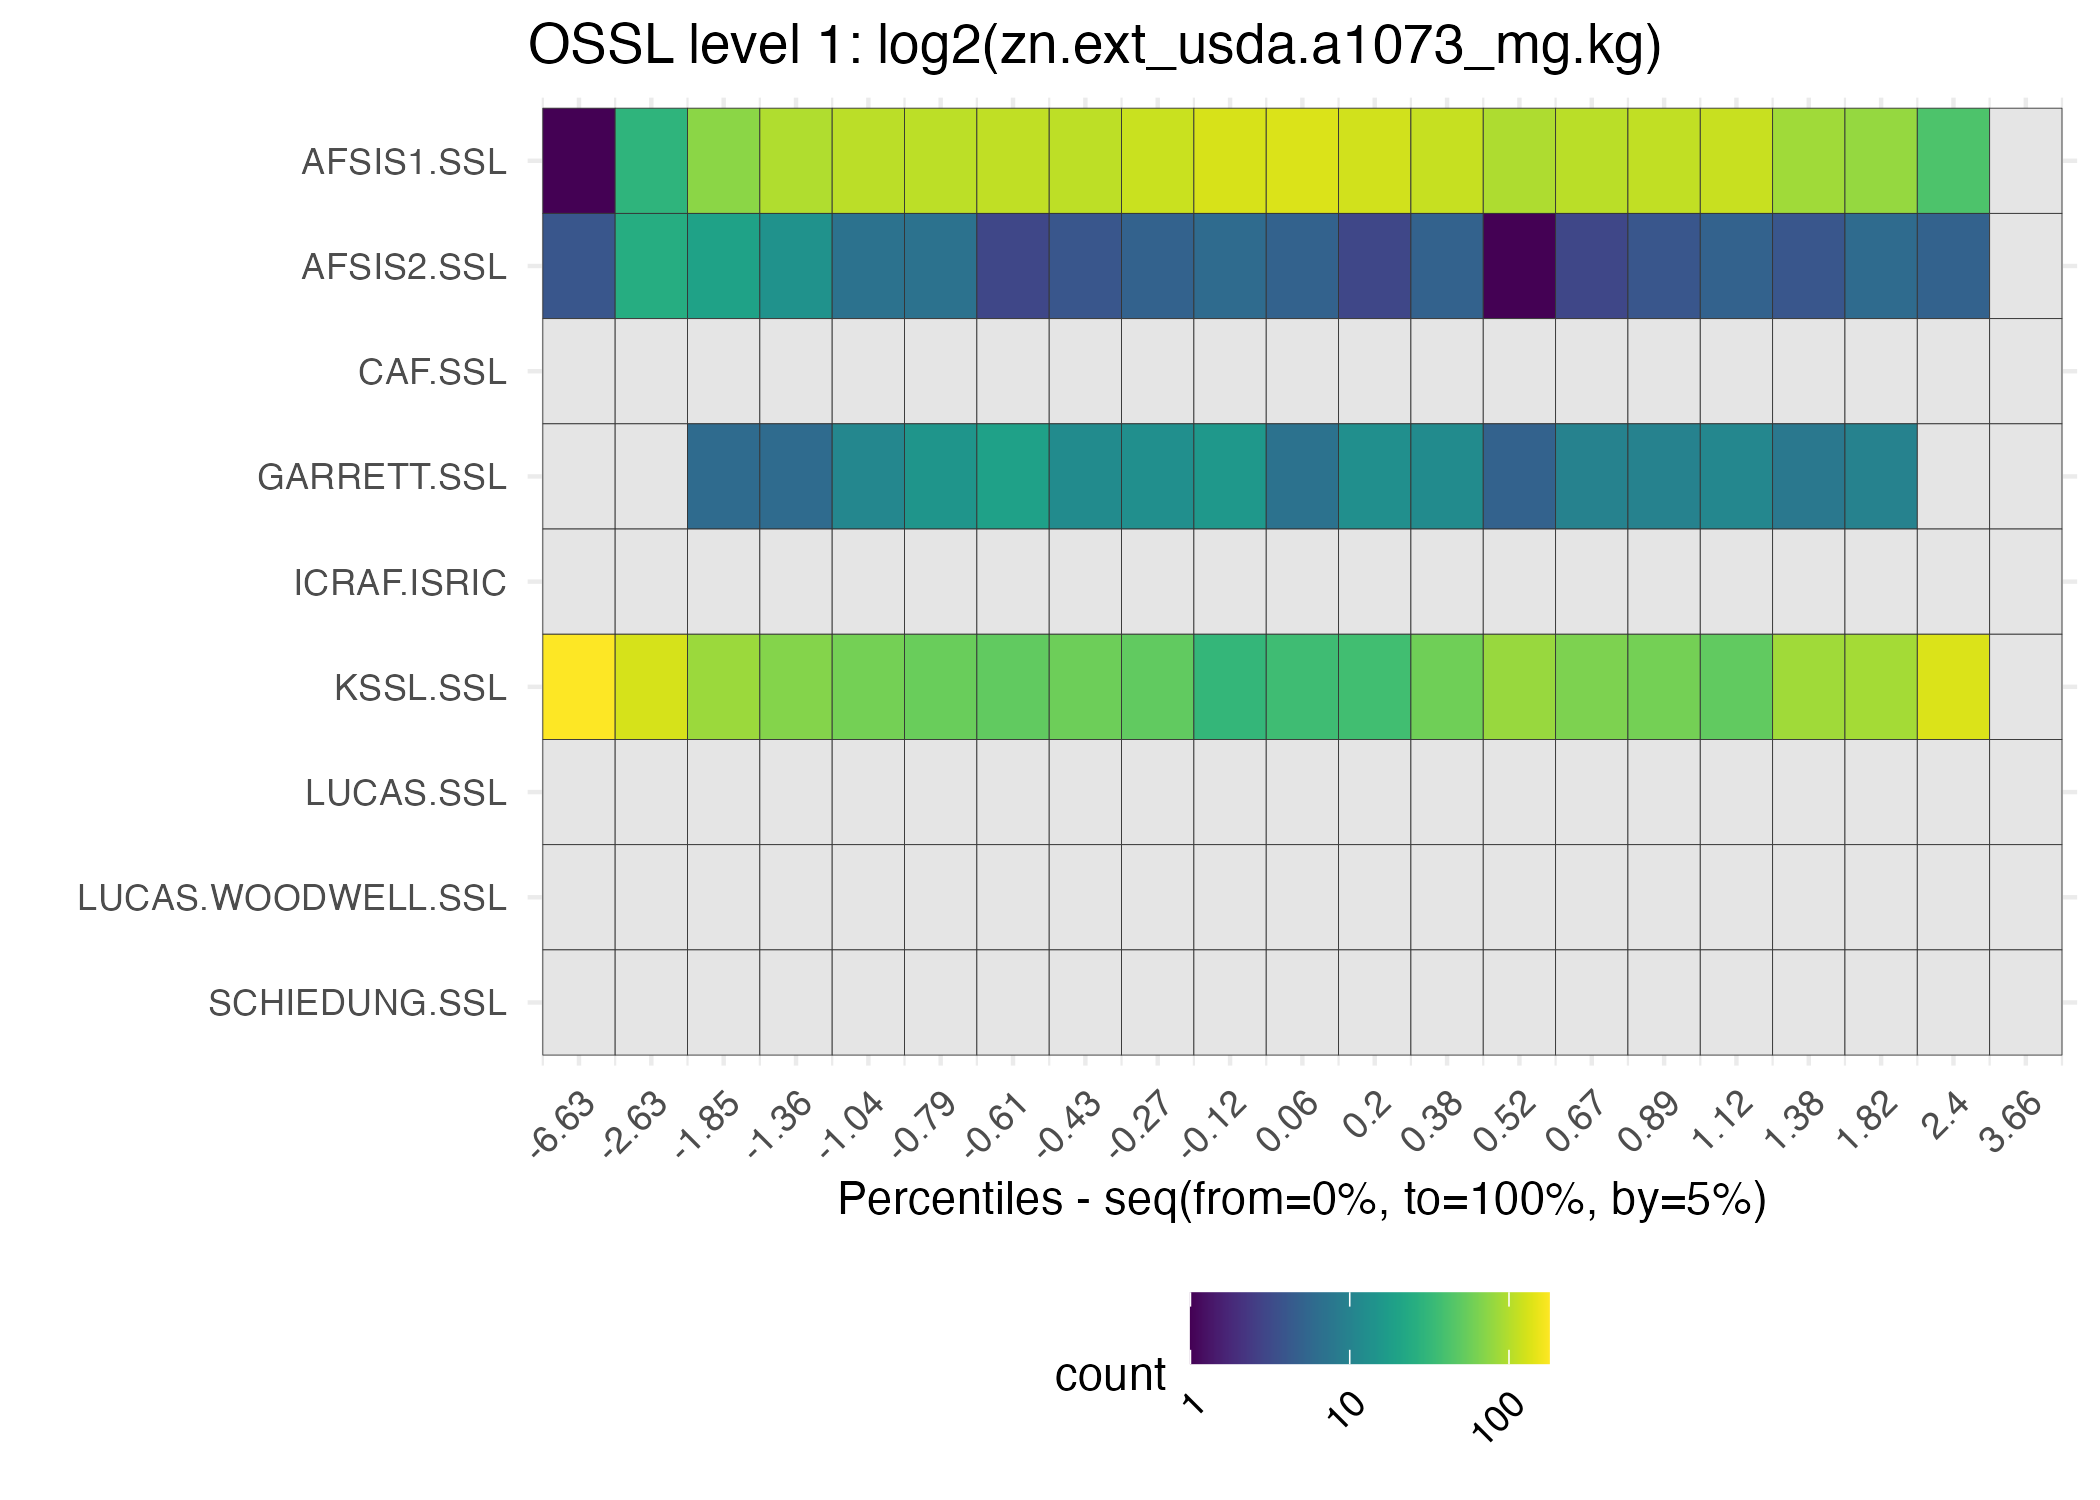 OSSL level 1: log2(zn.ext_usda.a1073_mg.kg)
AFSIS1.SSL
AFSIS2.SSL
CAF.SSL
GARRETT.SSL
ICRAF.ISRIC
KSSL.SSL
LUCAS.SSL
LUCAS.WOODWELL.SSL
SCHIEDUNG.SSL
-6.63 -2.63 -1.85 -1.36 -1.04 -0.79 -0.61 -0.43 -0.27 -0.12 0.06 0.2 0.38 0.52 0.67 0.89 1.12 1.38 1.82 2.4 3.66
Percentiles - seq(from=0%, to=100%, by=5%)
count
1 10 100